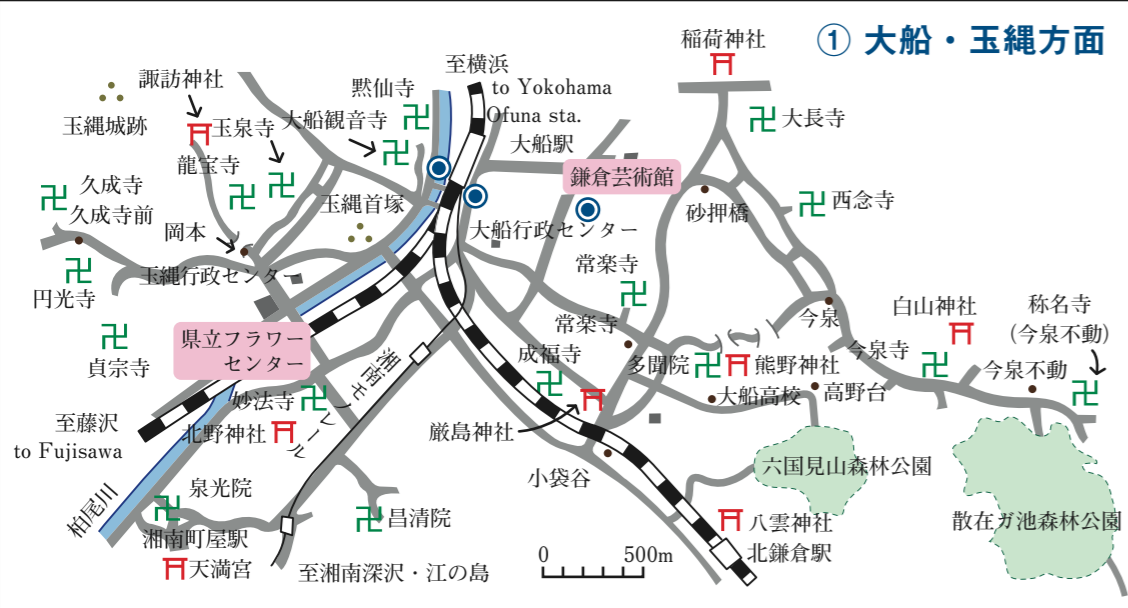 ① 大船・玉縄方面
稲荷神社
至横浜
to Yokohama
Ofuna sta.
大船駅
諏訪神社
黙仙寺
玉縄城跡
玉泉寺
大船観音寺
大長寺
龍宝寺
鎌倉芸術館
久成寺
久成寺前
玉縄首塚
砂押橋
西念寺
岡本
大船行政センター
玉縄行政センター
常楽寺
円光寺
今泉
白山神社
称名寺
(今泉不動)
県立フラワー
センター
常楽寺
貞宗寺
湘南モノレール
成福寺
多聞院
熊野神社
今泉寺
今泉不動
大船高校
高野台
妙法寺
至藤沢
to Fujisawa
北野神社
厳島神社
小袋谷
六国見山森林公園
柏尾川
泉光院
昌清院
八雲神社
散在ガ池森林公園
湘南町屋駅
北鎌倉駅
天満宮
至湘南深沢・江の島
0 500m